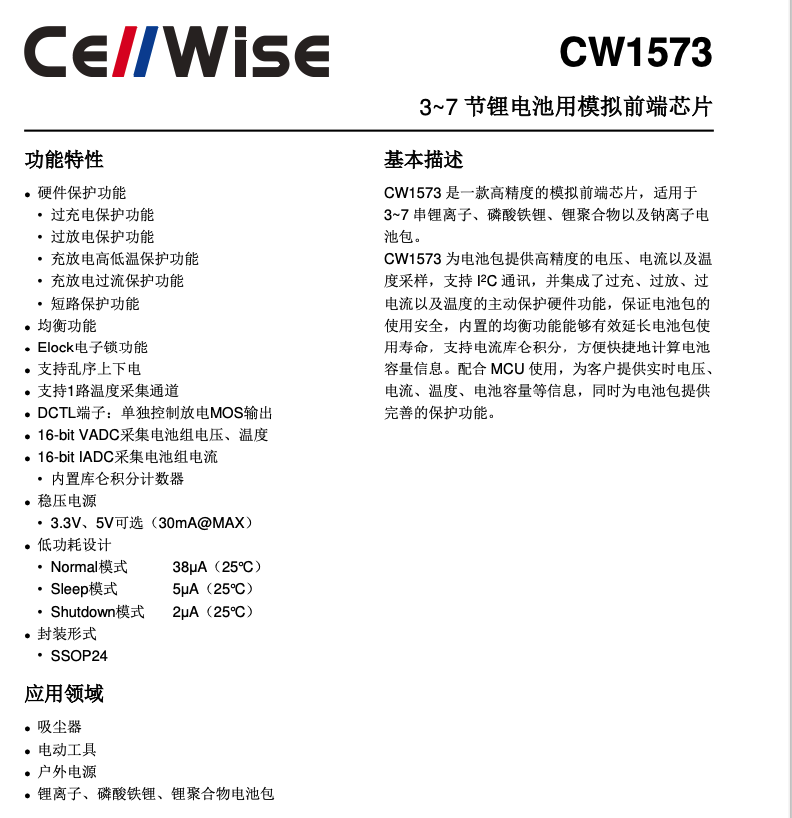 CellWise
CW1573
3~7 节锂电池用模拟前端芯片
功能特性
• 硬件保护功能
• 过充电保护功能
• 过放电保护功能
• 充放电高低温保护功能
• 充放电过流保护功能
• 短路保护功能
• 均衡功能
• Elock电子锁功能
• 支持乱序上下电
• 支持1路温度采集通道
• DCTL端子：单独控制放电MOS输出
• 16-bit VADC采集电池组电压、温度
• 16-bit IADC采集电池组电流
• 内置库仑积分计数器
• 稳压电源
• 3.3V、5V可选（30mA@MAX）
• 低功耗设计
• Normal模式 38µA（25℃）
• Sleep模式 5µA（25℃）
• Shutdown模式 2µA（25℃）
• 封装形式
• SSOP24
应用领域
• 吸尘器
• 电动工具
• 户外电源
• 锂离子、磷酸铁锂、锂聚合物电池包
基本描述
CW1573 是一款高精度的模拟前端芯片，适用于
3~7 串锂离子、磷酸铁锂、锂聚合物以及钠离子电
池包。
CW1573 为电池包提供高精度的电压、电流以及温
度采样，支持 I²C 通讯，并集成了过充、过放、过
电流以及温度的主动保护硬件功能，保证电池包的
使用安全，内置的均衡功能能够有效延长电池包使
用寿命，支持电流库仑积分，方便快捷地计算电池
容量信息。配合 MCU 使用，为客户提供实时电压、
电流、温度、电池容量等信息，同时为电池包提供
完善的保护功能。